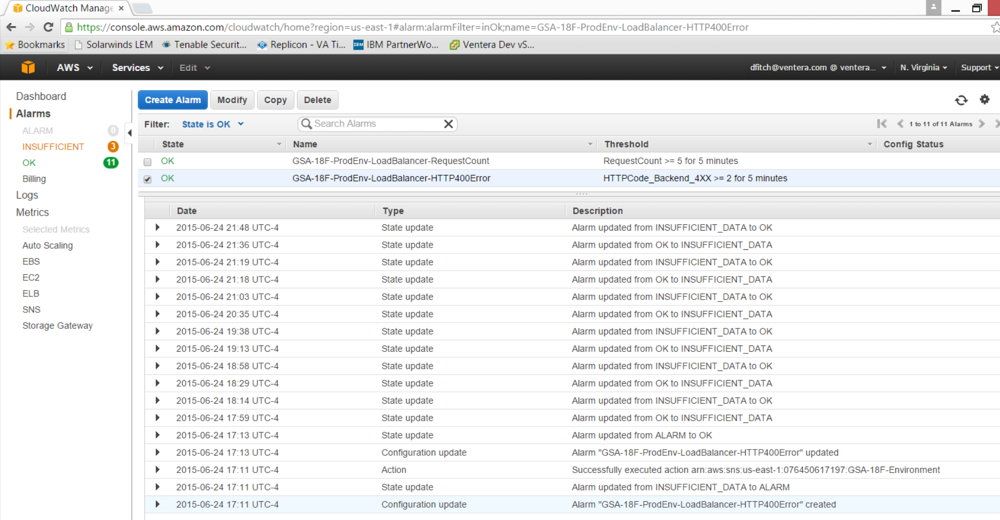 CloudWatch Manage
https://console.aws.amazon.com/cloudwatch/home?region=us-east-1#alarm:alarmFilter=inOk;name=GSA-18F-ProdEnv-LoadBalancer-HTTP400Error
Bookmarks Solarwinds LEM Tenable Securit... Replicon - VA Ti... IBM IBM PartnerWo... Ventera Dev vS...
AWS Services Edit dfitch@ventera.com @ ventera... N. Virginia Support
Dashboard
Alarms
ALARM 0
INSUFFICIENT 3
OK 11
Billing
Logs
Metrics
Selected Metrics
Auto Scaling
EBS
EC2
ELB
SNS
Storage Gateway
Create Alarm Modify Copy Delete
Filter: State is OK Search Alarms 1 to 11 of 11 Alarms
State Name Threshold Config Status
OK GSA-18F-ProdEnv-LoadBalancer-RequestCount RequestCount >= 5 for 5 minutes
OK GSA-18F-ProdEnv-LoadBalancer-HTTP400Error HTTPCode_Backend_4XX >= 2 for 5 minutes
Date Type Description
2015-06-24 21:48 UTC-4 State update Alarm updated from INSUFFICIENT_DATA to OK
2015-06-24 21:36 UTC-4 State update Alarm updated from OK to INSUFFICIENT_DATA
2015-06-24 21:19 UTC-4 State update Alarm updated from INSUFFICIENT_DATA to OK
2015-06-24 21:18 UTC-4 State update Alarm updated from OK to INSUFFICIENT_DATA
2015-06-24 21:03 UTC-4 State update Alarm updated from INSUFFICIENT_DATA to OK
2015-06-24 20:35 UTC-4 State update Alarm updated from OK to INSUFFICIENT_DATA
2015-06-24 19:38 UTC-4 State update Alarm updated from INSUFFICIENT_DATA to OK
2015-06-24 19:13 UTC-4 State update Alarm updated from OK to INSUFFICIENT_DATA
2015-06-24 18:58 UTC-4 State update Alarm updated from INSUFFICIENT_DATA to OK
2015-06-24 18:29 UTC-4 State update Alarm updated from OK to INSUFFICIENT_DATA
2015-06-24 18:14 UTC-4 State update Alarm updated from INSUFFICIENT_DATA to OK
2015-06-24 17:59 UTC-4 State update Alarm updated from OK to INSUFFICIENT_DATA
2015-06-24 17:13 UTC-4 State update Alarm updated from ALARM to OK
2015-06-24 17:13 UTC-4 Configuration update Alarm "GSA-18F-ProdEnv-LoadBalancer-HTTP400Error" updated
2015-06-24 17:11 UTC-4 Action Successfully executed action arn:aws:sns:us-east-1:076450617197:GSA-18F-Environment
2015-06-24 17:11 UTC-4 State update Alarm updated from INSUFFICIENT_DATA to ALARM
2015-06-24 17:11 UTC-4 Configuration update Alarm "GSA-18F-ProdEnv-LoadBalancer-HTTP400Error" created